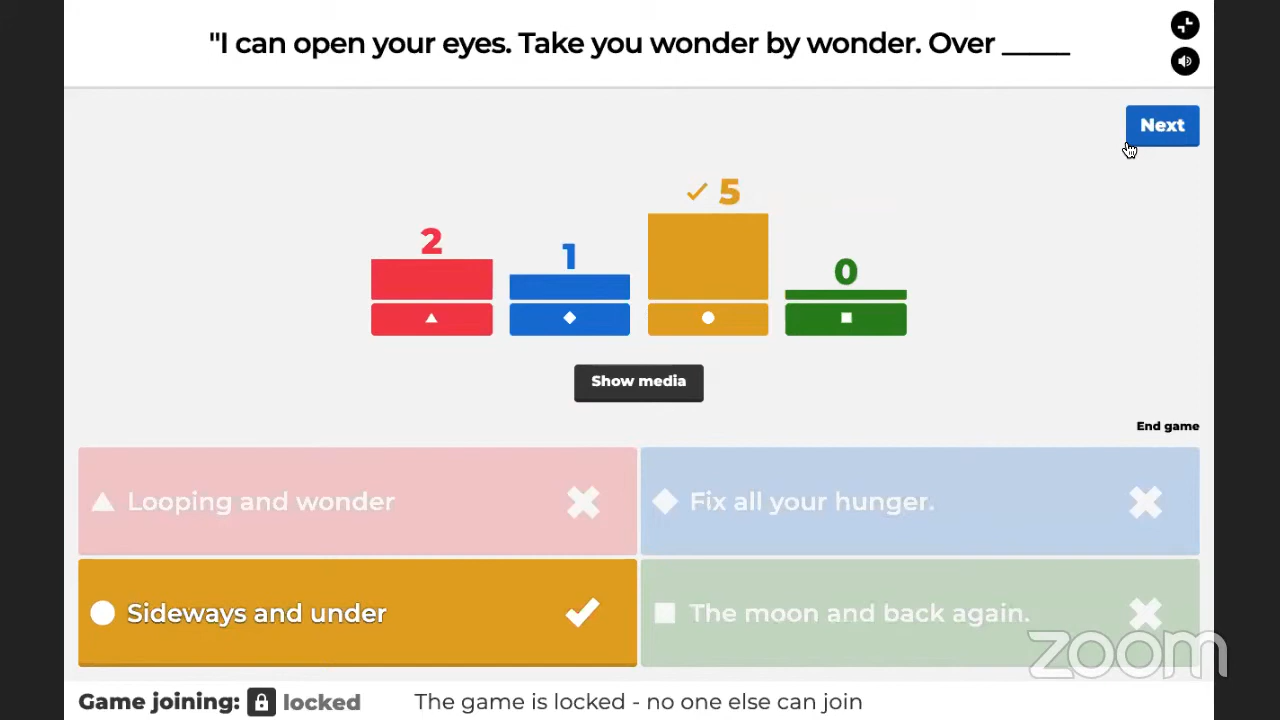 "I can open your eyes. Take you wonder by wonder. Over _____
Next
2
1
5
0
Show media
End game
Looping and wonder
Fix all your hunger.
Sideways and under
The moon and back again.
zoom
Game joining: locked
The game is locked - no one else can join